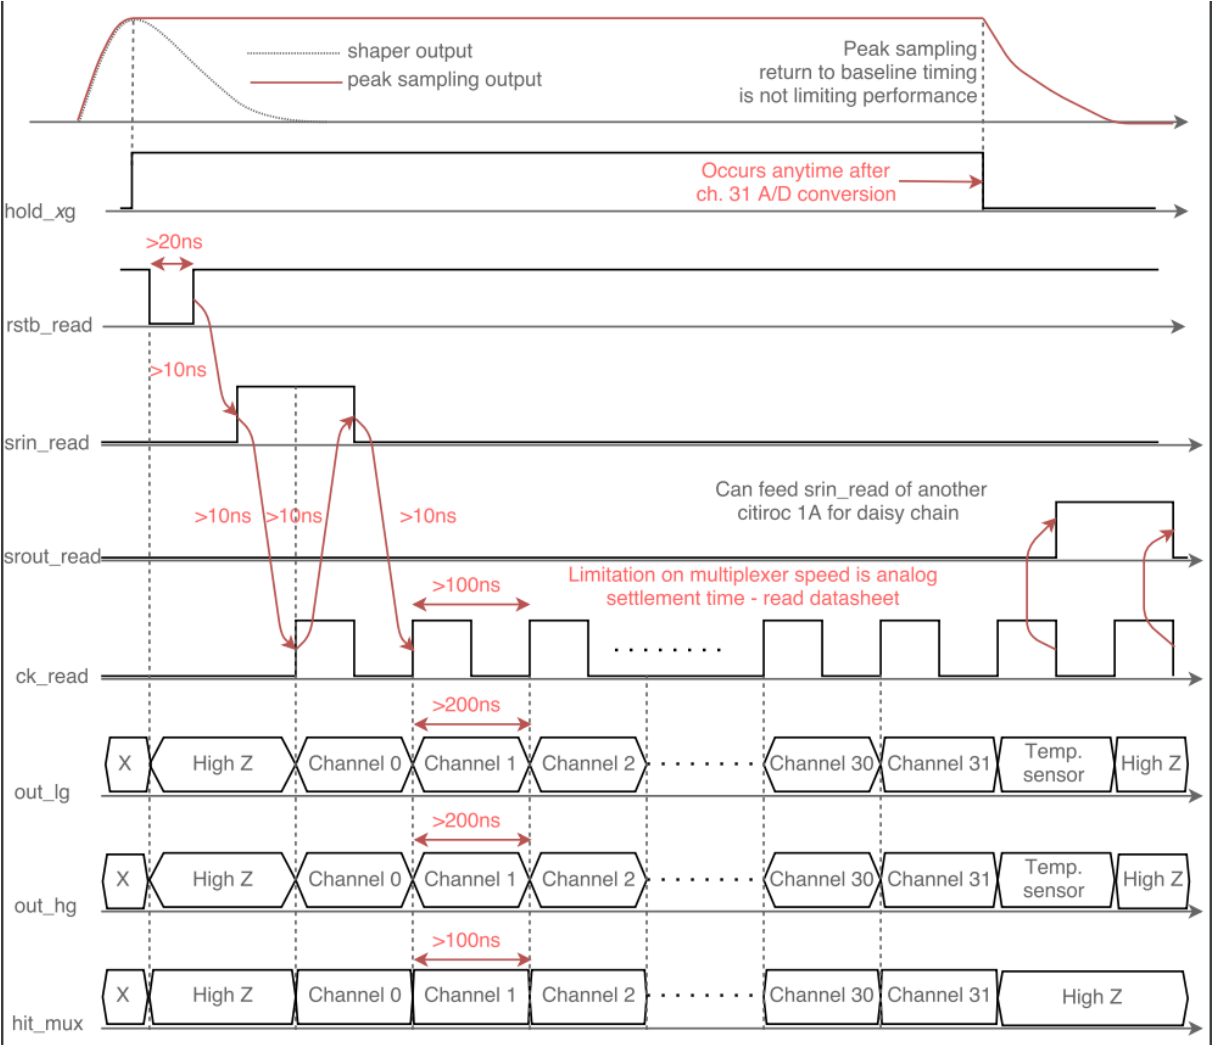 shaper output
peak sampling output
Peak sampling
return to baseline timing
is not limiting performance
Occurs anytime after
ch. 31 A/D conversion
hold_xg
>20ns
rstb_read
>10ns
srin_read
>10ns
>10ns
>10ns
Can feed srin_read of another
citiroc 1A for daisy chain
srout_read
>100ns
Limitation on multiplexer speed is analog
settlement time - read datasheet
ck_read
>200ns
X
High Z
Channel 0
Channel 1
Channel 2
Channel 30
Channel 31
Temp.
sensor
High Z
out_lg
>200ns
X
High Z
Channel 0
Channel 1
Channel 2
Channel 30
Channel 31
Temp.
sensor
High Z
out_hg
>100ns
X
High Z
Channel 0
Channel 1
Channel 2
Channel 30
Channel 31
High Z
hit_mux